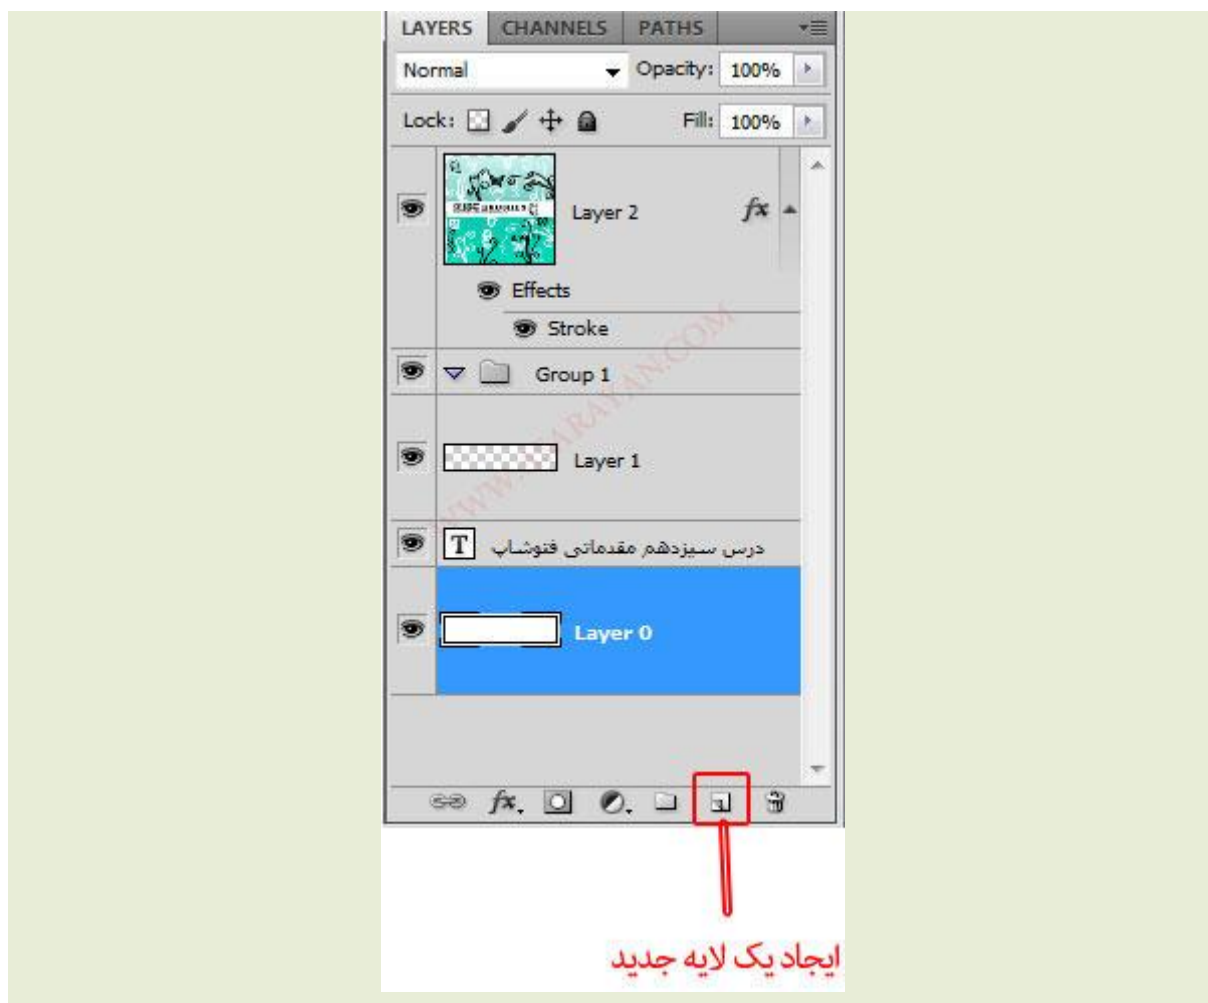 LAYERS CHANNELS PATHS
Normal Opacity: 100%
Lock: Fill: 100%
Layer 2 fx
Effects
Stroke
Group 1
Layer 1
T درس سیزدهم مقدماتی فتوشاپ
Layer 0
fx.
ایجاد یک لایه جدید